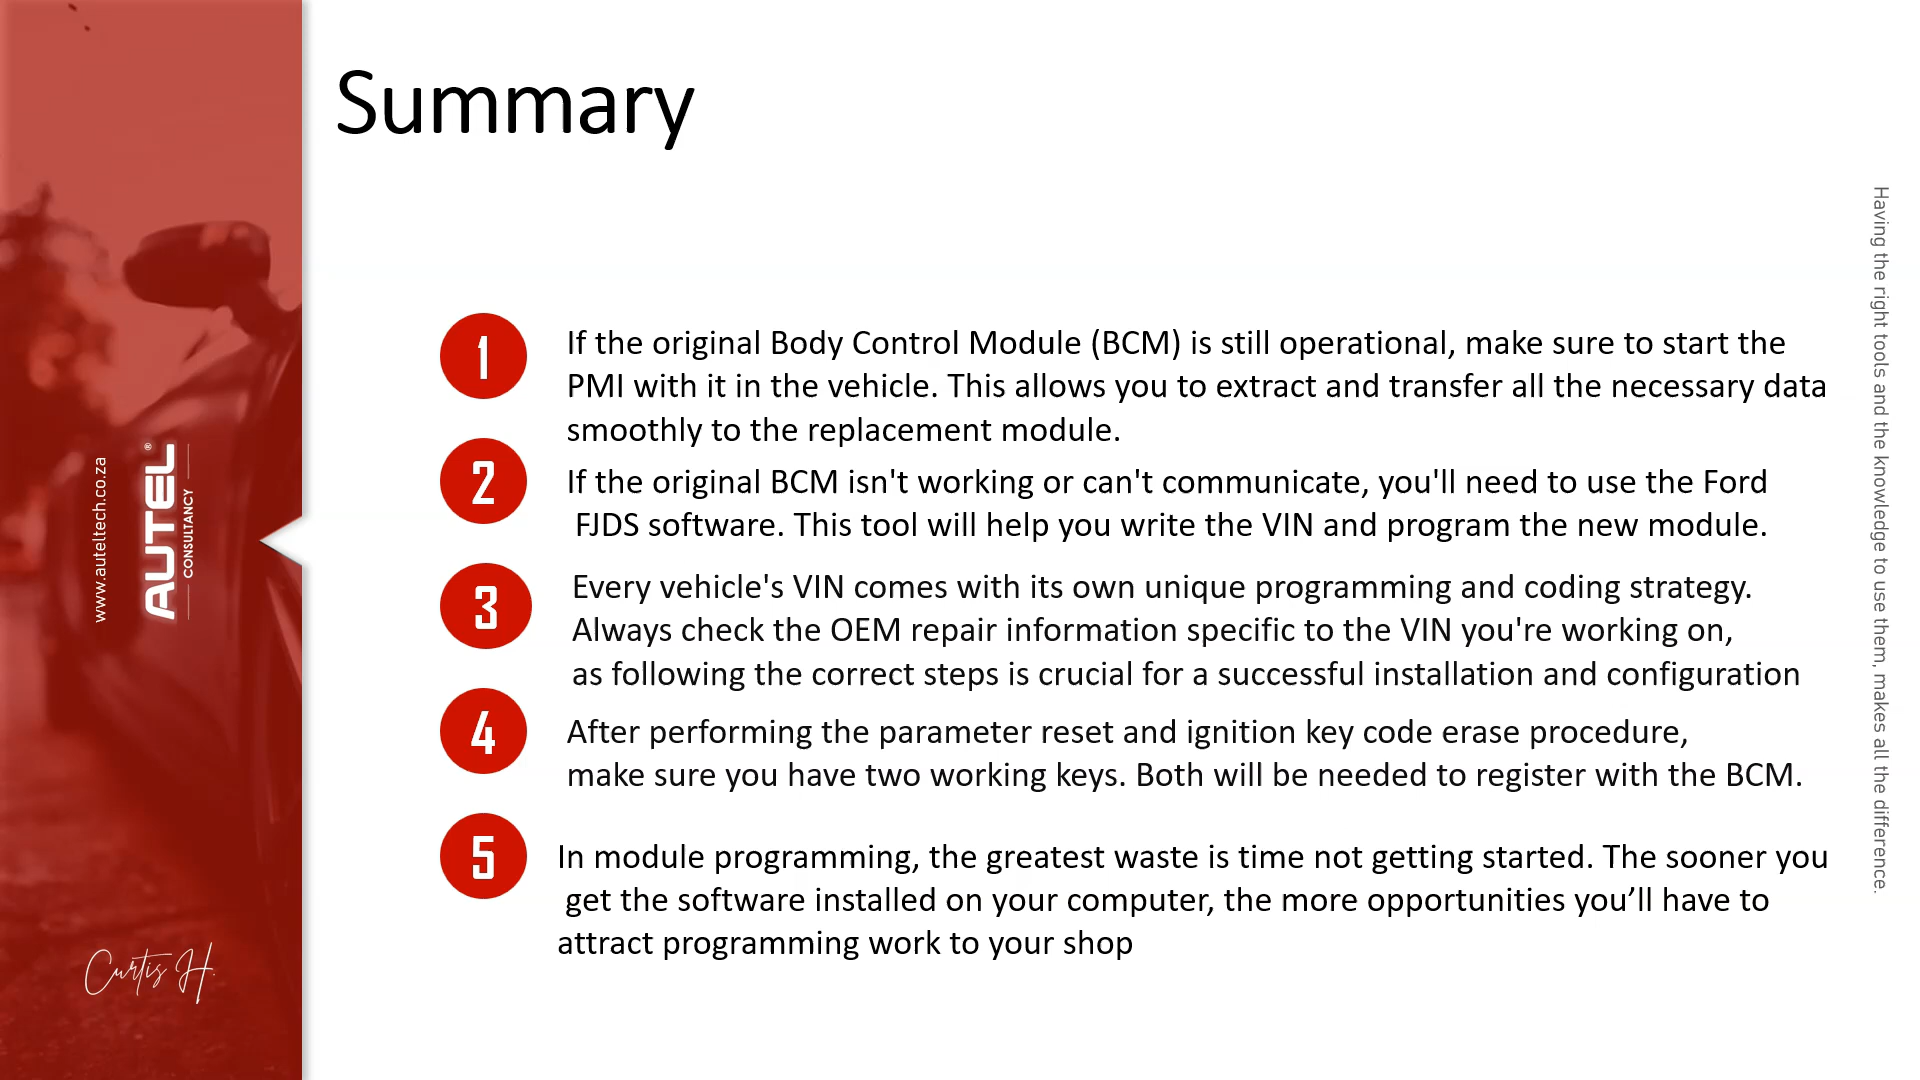 Summary
1
If the original Body Control Module (BCM) is still operational, make sure to start the
PMI with it in the vehicle. This allows you to extract and transfer all the necessary data
smoothly to the replacement module.
2
If the original BCM isn't working or can't communicate, you'll need to use the Ford
FJDS software. This tool will help you write the VIN and program the new module.
3
Every vehicle's VIN comes with its own unique programming and coding strategy.
Always check the OEM repair information specific to the VIN you're working on,
as following the correct steps is crucial for a successful installation and configuration
4
After performing the parameter reset and ignition key code erase procedure,
make sure you have two working keys. Both will be needed to register with the BCM.
5
In module programming, the greatest waste is time not getting started. The sooner you
get the software installed on your computer, the more opportunities you’ll have to
attract programming work to your shop
www.auteltech.co.za
AUTEL®
CONSULTANCY
Curtis H.
Having the right tools and the knowledge to use them, makes all the difference.